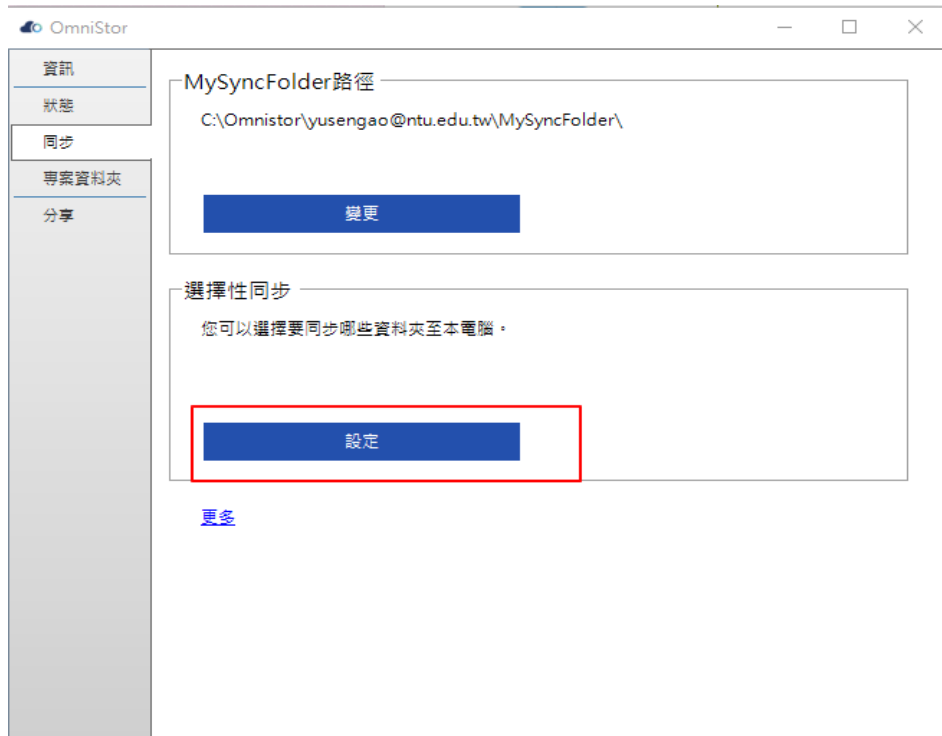 OmniStor
資訊
狀態
同步
專案資料夾
分享
MySyncFolder路徑
C:\Omnistor\yusengao@ntu.edu.tw\MySyncFolder\
變更
選擇性同步
您可以選擇要同步哪些資料夾至本電腦。
設定
更多